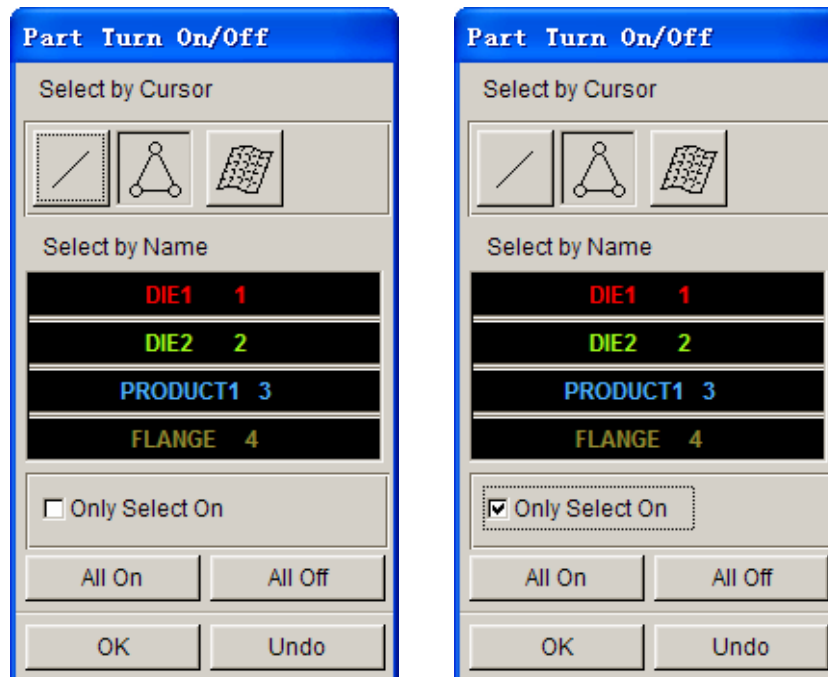 Part Turn On/Off
Select by Cursor
Select by Name
DIE1 1
DIE2 2
PRODUCT1 3
FLANGE 4
Only Select On
All On All Off
OK Undo
Part Turn On/Off
Select by Cursor
Select by Name
DIE1 1
DIE2 2
PRODUCT1 3
FLANGE 4
Only Select On
All On All Off
OK Undo